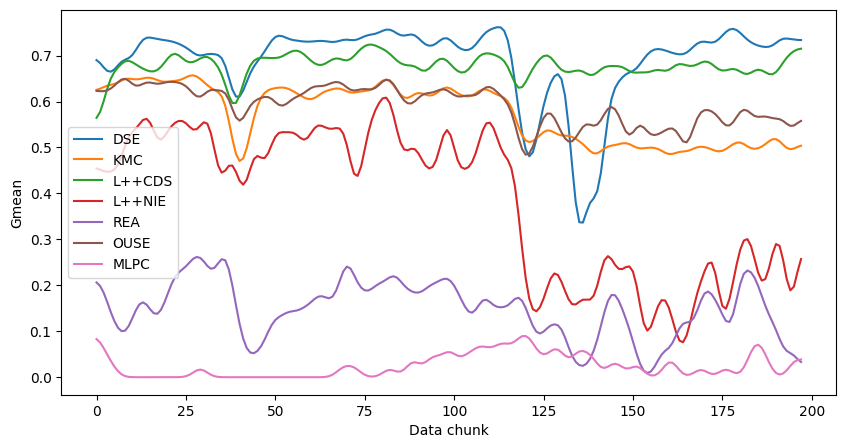 0.7
0.6
0.5
0.4
0.3
0.2
0.1
0.0
Gmean
DSE
KMC
L++CDS
L++NIE
REA
OUSE
MLPC
0 25 50 75 100 125 150 175 200
Data chunk